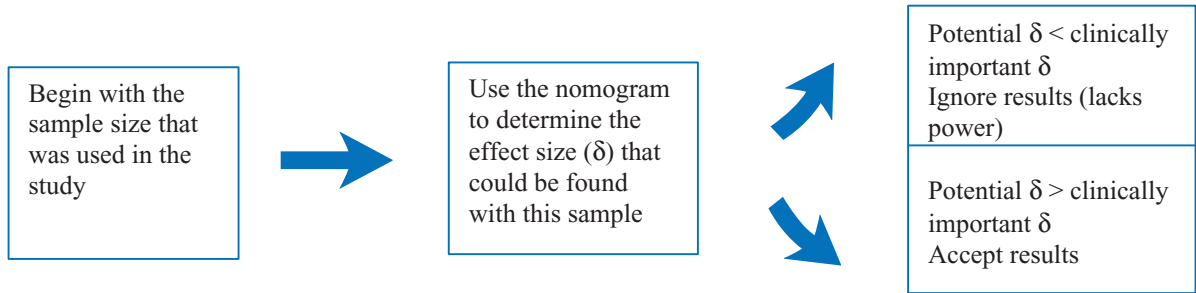 Begin with the
sample size that
was used in the
study
Use the nomogram
to determine the
effect size (δ) that
could be found
with this sample
Potential δ < clinically
important δ
Ignore results (lacks
power)
Potential δ > clinically
important δ
Accept results